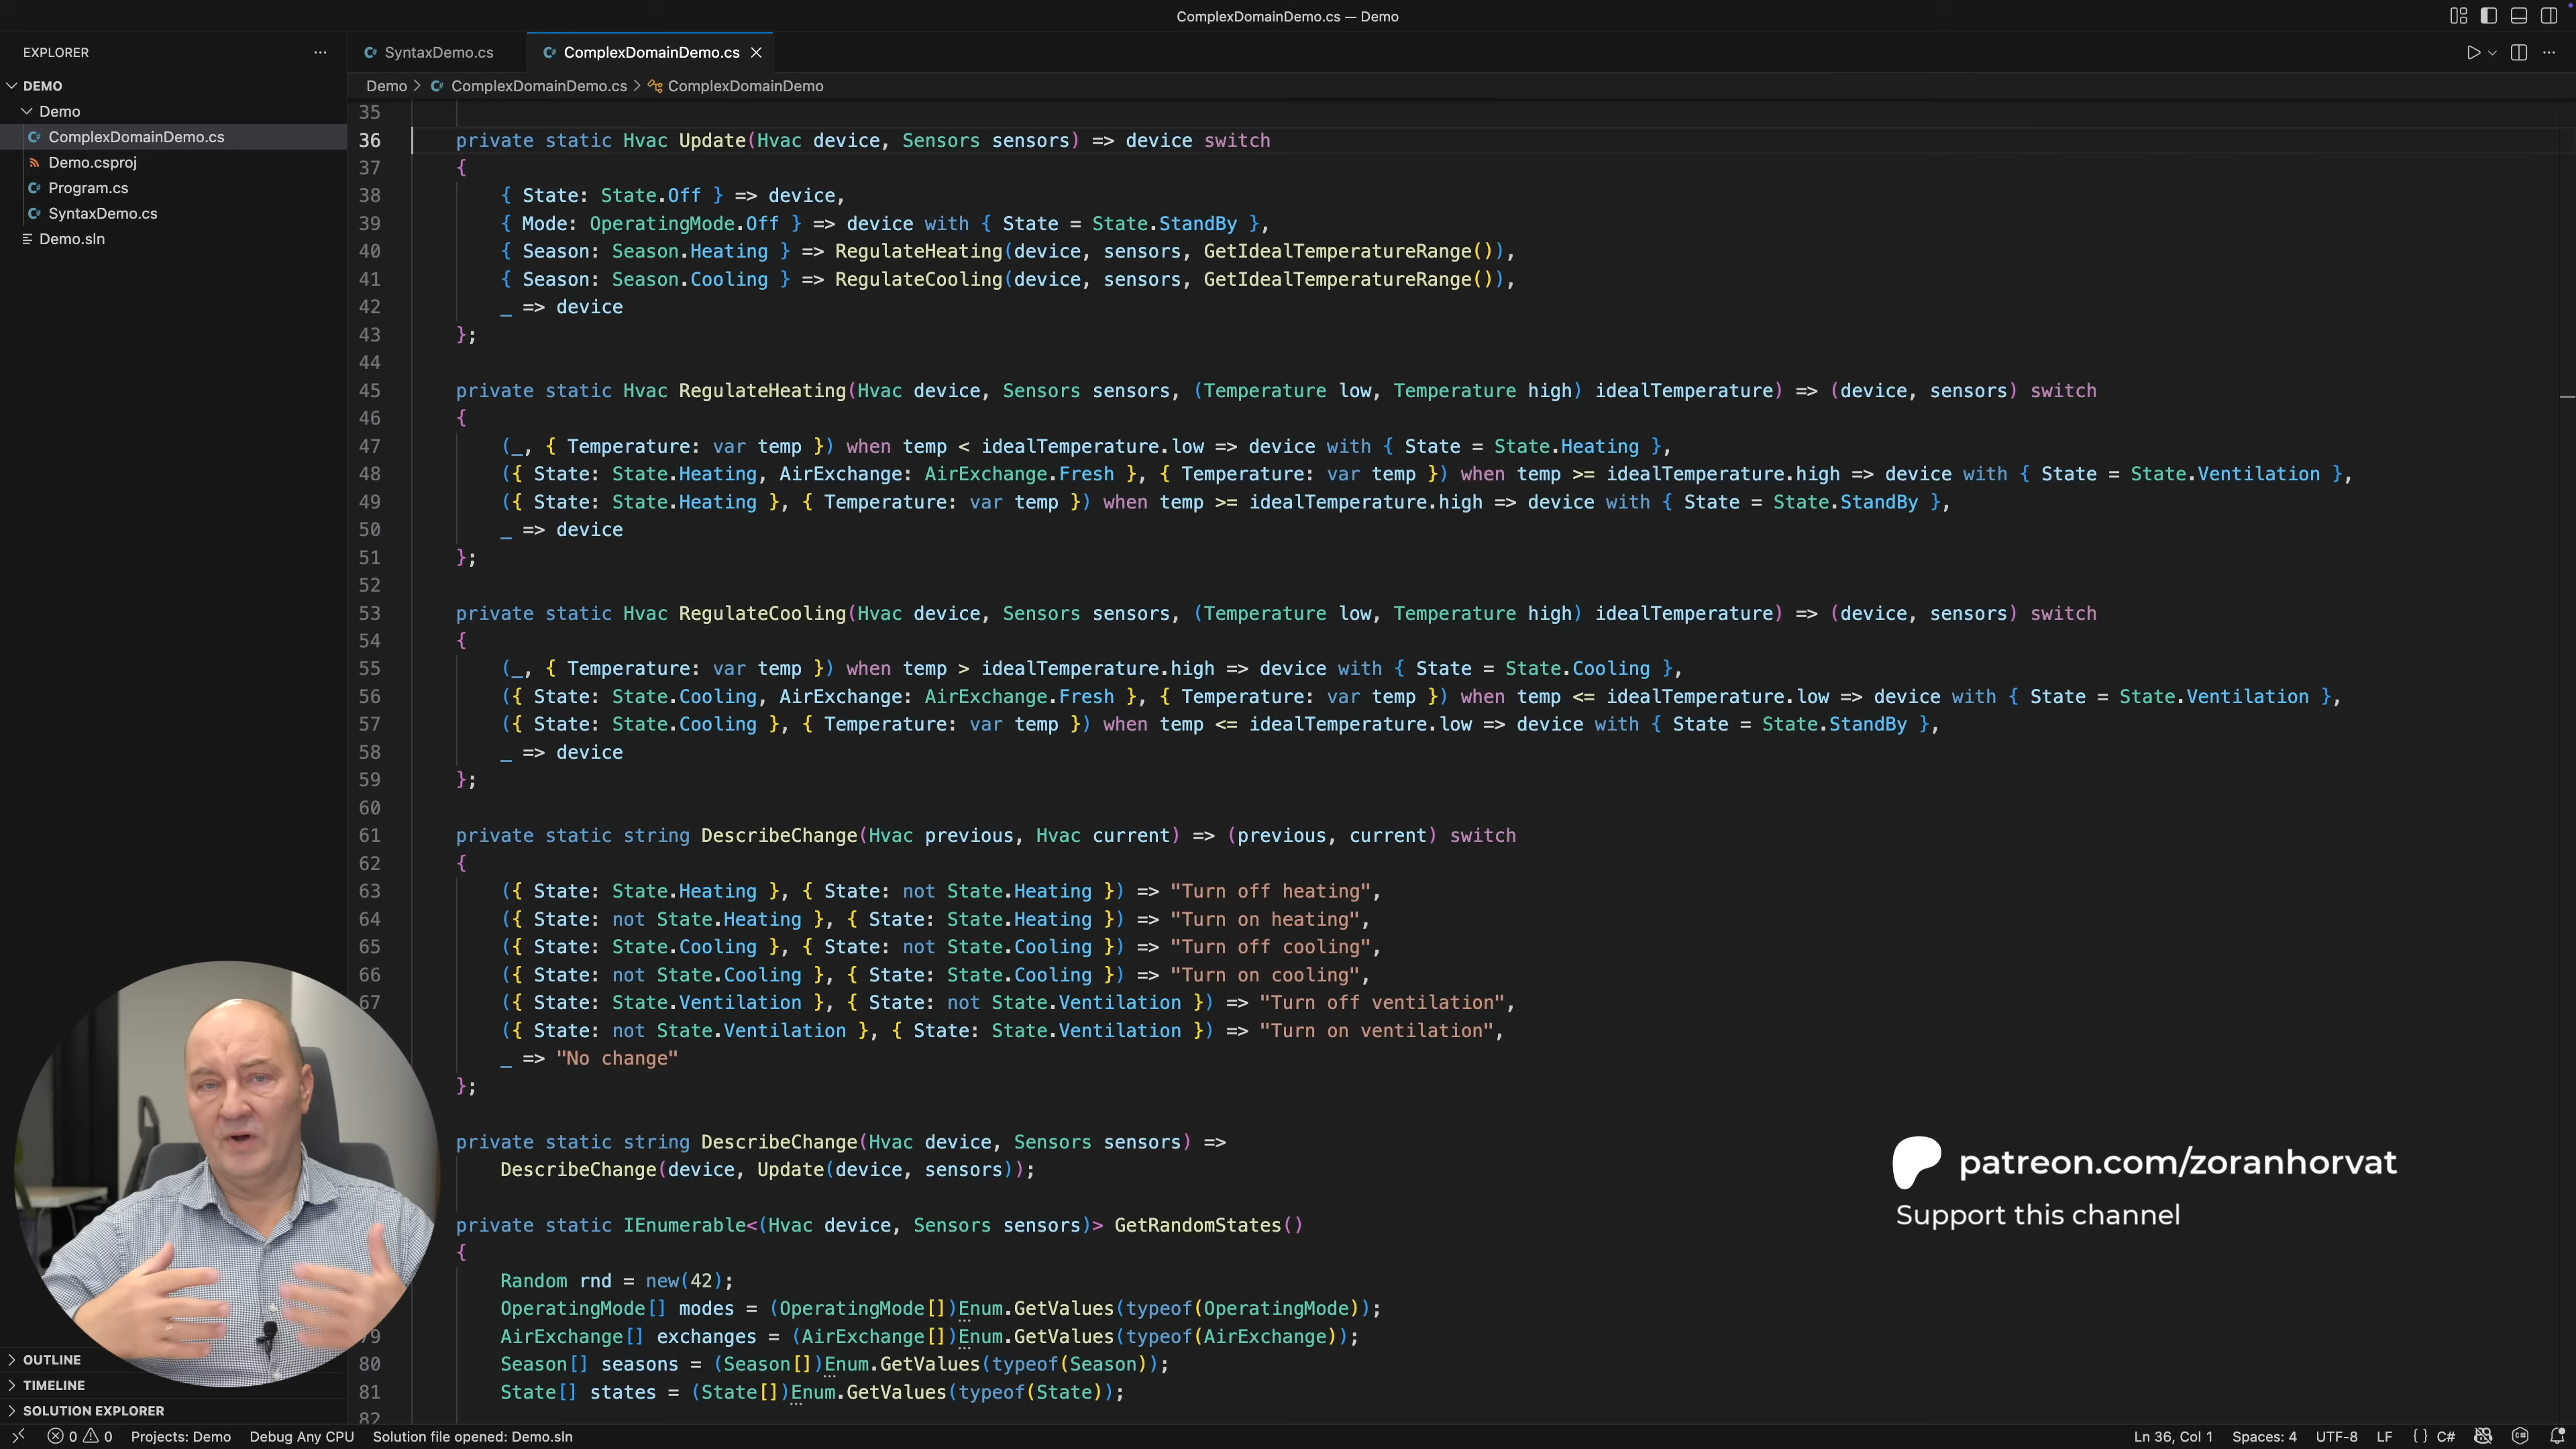 ComplexDomainDemo.cs — Demo
EXPLORER
SyntaxDemo.cs
ComplexDomainDemo.cs
DEMO
Demo
ComplexDomainDemo.cs
Demo.csproj
Program.cs
SyntaxDemo.cs
Demo.sln
Demo > ComplexDomainDemo.cs > ComplexDomainDemo
35
36 private static Hvac Update(Hvac device, Sensors sensors) => device switch
37 {
38 { State: State.Off } => device,
39 { Mode: OperatingMode.Off } => device with { State = State.StandBy },
40 { Season: Season.Heating } => RegulateHeating(device, sensors, GetIdealTemperatureRange()),
41 { Season: Season.Cooling } => RegulateCooling(device, sensors, GetIdealTemperatureRange()),
42 _ => device
43 };
44
45 private static Hvac RegulateHeating(Hvac device, Sensors sensors, (Temperature low, Temperature high) idealTemperature) => (device, sensors) switch
46 {
47 (_, { Temperature: var temp }) when temp < idealTemperature.low => device with { State = State.Heating },
48 ({ State: State.Heating, AirExchange: AirExchange.Fresh }, { Temperature: var temp }) when temp >= idealTemperature.high => device with { State = State.Ventilation },
49 ({ State: State.Heating }, { Temperature: var temp }) when temp >= idealTemperature.high => device with { State = State.StandBy },
50 _ => device
51 };
52
53 private static Hvac RegulateCooling(Hvac device, Sensors sensors, (Temperature low, Temperature high) idealTemperature) => (device, sensors) switch
54 {
55 (_, { Temperature: var temp }) when temp > idealTemperature.high => device with { State = State.Cooling },
56 ({ State: State.Cooling, AirExchange: AirExchange.Fresh }, { Temperature: var temp }) when temp <= idealTemperature.low => device with { State = State.Ventilation },
57 ({ State: State.Cooling }, { Temperature: var temp }) when temp <= idealTemperature.low => device with { State = State.StandBy },
58 _ => device
59 };
60
61 private static string DescribeChange(Hvac previous, Hvac current) => (previous, current) switch
62 {
63 ({ State: State.Heating }, { State: not State.Heating }) => "Turn off heating",
64 ({ State: not State.Heating }, { State: State.Heating }) => "Turn on heating",
65 ({ State: State.Cooling }, { State: not State.Cooling }) => "Turn off cooling",
66 ({ State: not State.Cooling }, { State: State.Cooling }) => "Turn on cooling",
67 ({ State: State.Ventilation }, { State: not State.Ventilation }) => "Turn off ventilation",
({ State: not State.Ventilation }, { State: State.Ventilation }) => "Turn on ventilation",
_ => "No change"
};
private static string DescribeChange(Hvac device, Sensors sensors) =>
DescribeChange(device, Update(device, sensors));
private static IEnumerable<(Hvac device, Sensors sensors)> GetRandomStates()
{
Random rnd = new(42);
OperatingMode[] modes = (OperatingMode[])Enum.GetValues(typeof(OperatingMode));
79 AirExchange[] exchanges = (AirExchange[])Enum.GetValues(typeof(AirExchange));
80 Season[] seasons = (Season[])Enum.GetValues(typeof(Season));
81 State[] states = (State[])Enum.GetValues(typeof(State));
82
patreon.com/zoranhorvat
Support this channel
OUTLINE
TIMELINE
SOLUTION EXPLORER
0 0 Projects: Demo Debug Any CPU Solution file opened: Demo.sln
Ln 36, Col 1 Spaces: 4 UTF-8 LF { } C#